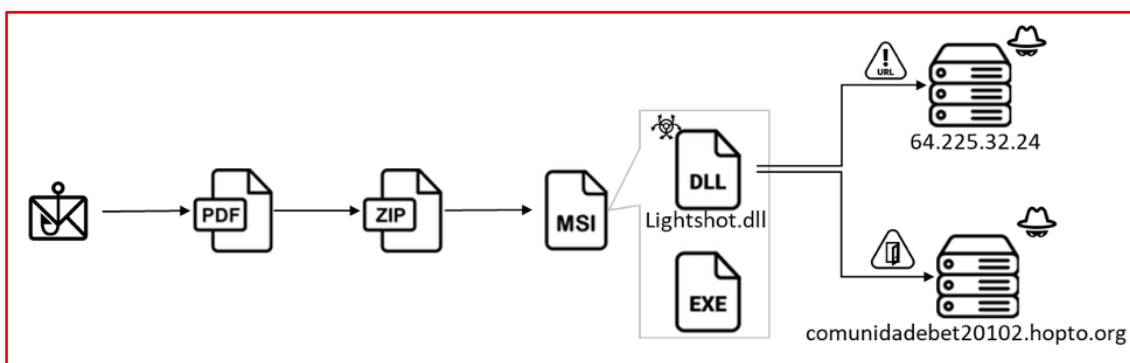 URL
64.225.32.24
PDF
ZIP
MSI
DLL
Lightshot.dll
EXE
comunidadebet20102.hopto.org